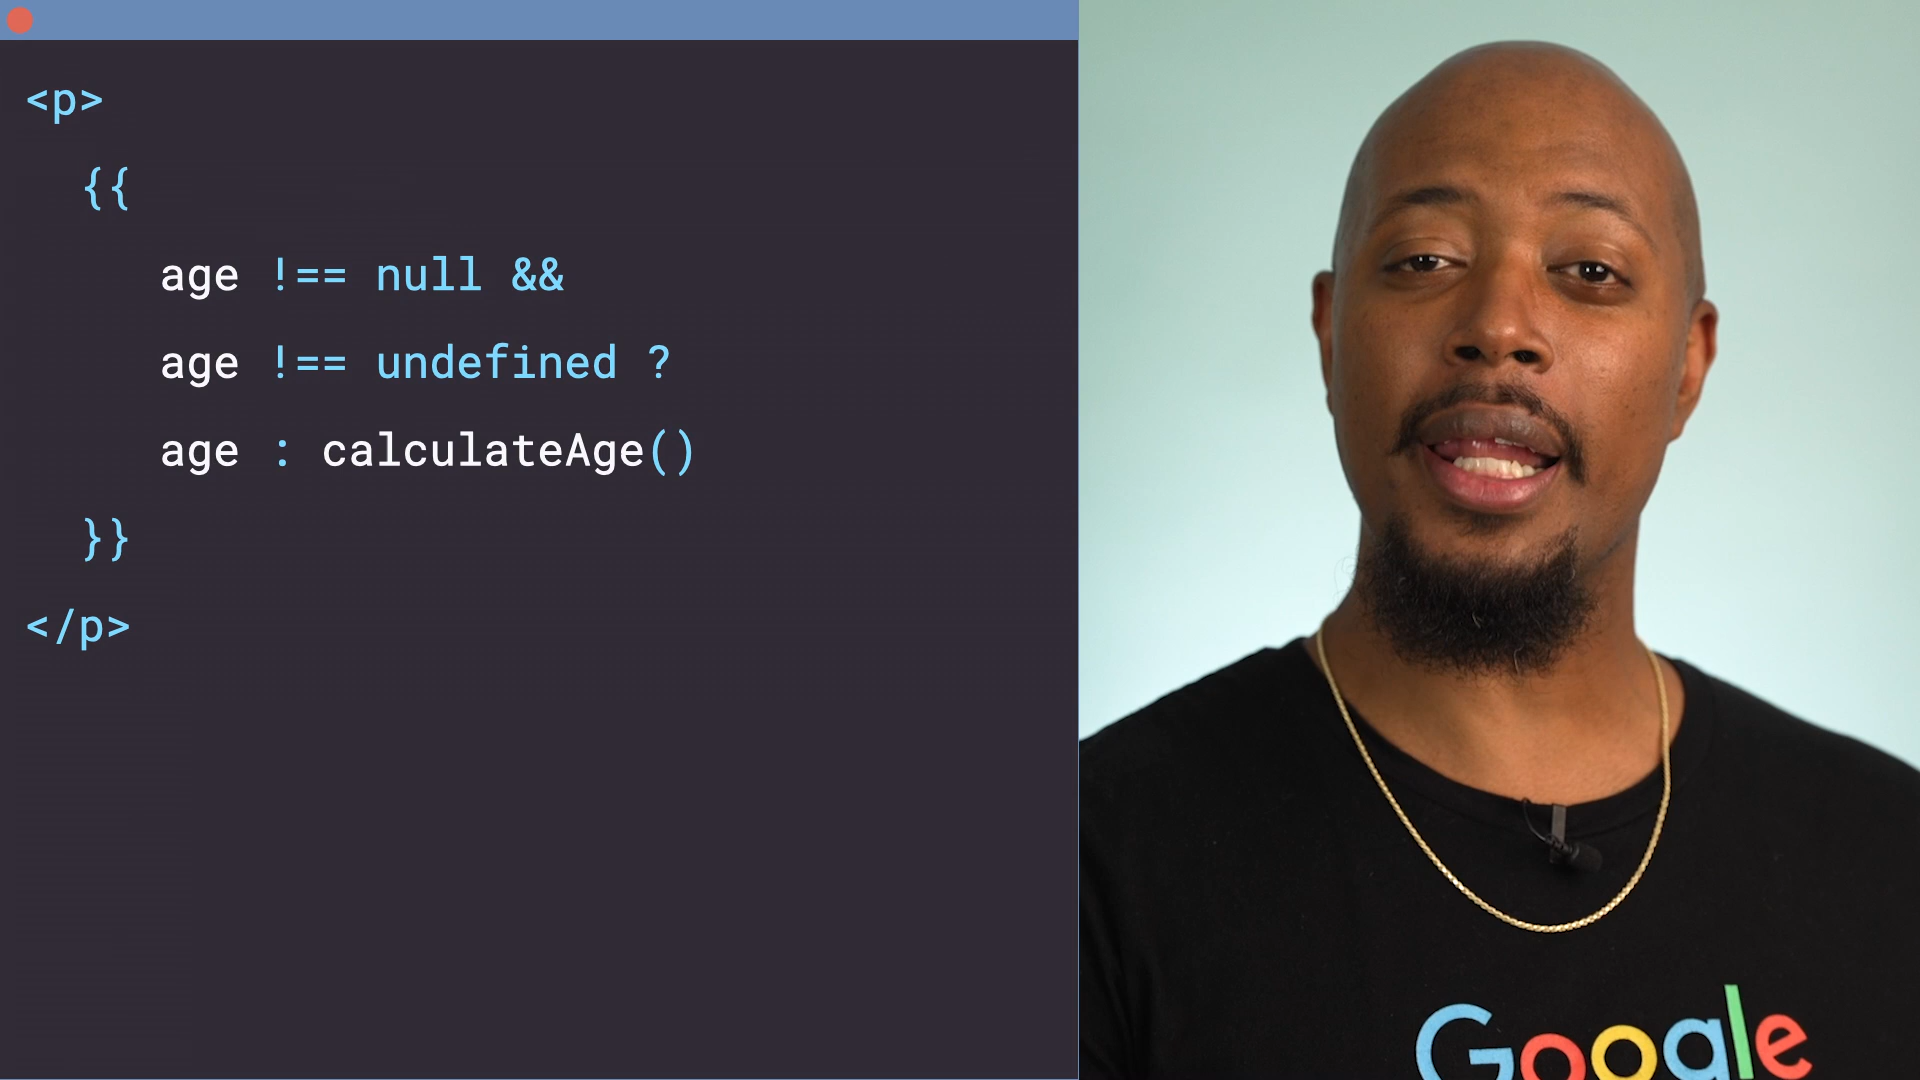 <p>
{{
age !== null &&
age !== undefined ?
age : calculateAge()
}}
</p>
Google